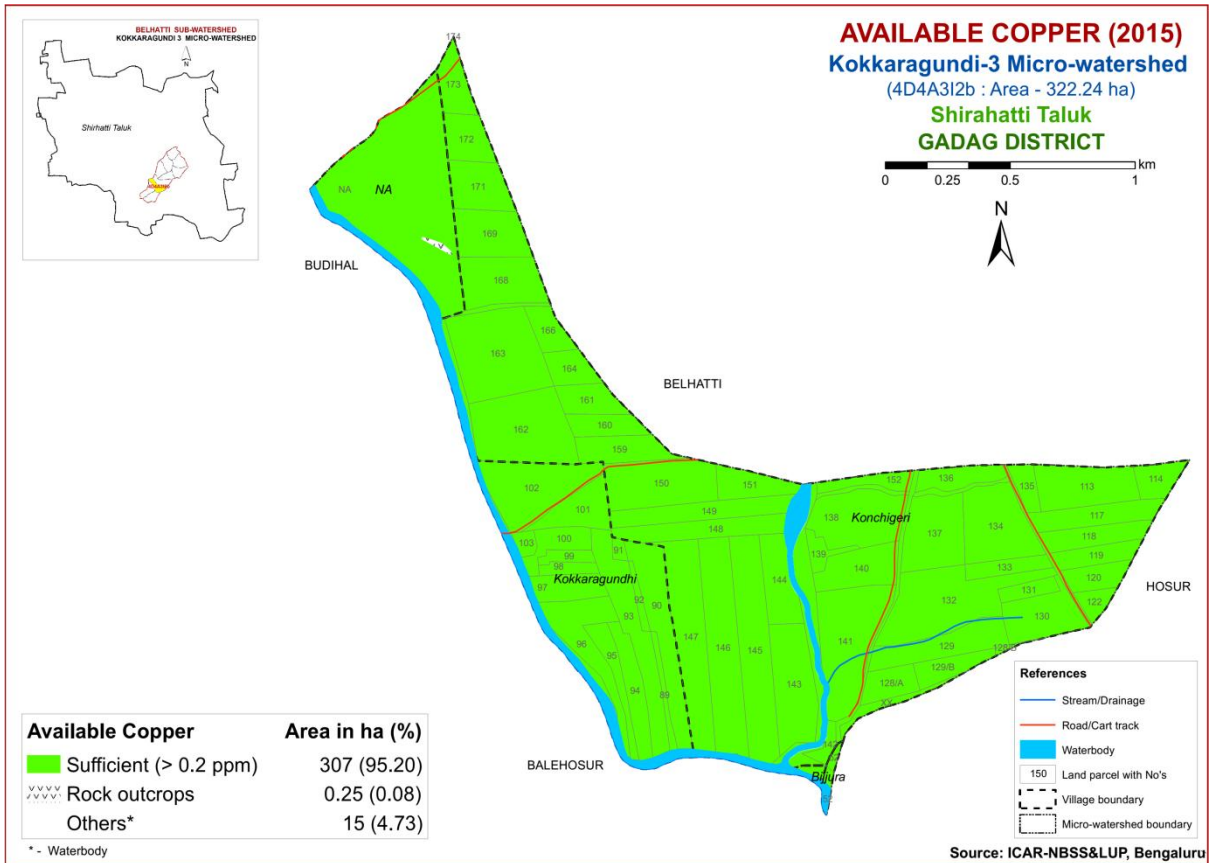 BELHATTI SUB-WATERSHED
KOKKARAGUNDI 3 MICRO-WATERSHED
N
Shirhatti Taluk
AVAILABLE COPPER (2015)
Kokkaragundi-3 Micro-watershed
(4D4A3I2b : Area - 322.24 ha)
Shirahatti Taluk
GADAG DISTRICT
km
0 0.25 0.5 1
N
174
173
172
NA NA
171
169
BUDIHAL
168
166
163
164
BELHATTI
161
162 160
159
102 150 151 152 136 135 113 114
101 149 138 Konchigeri 134 117
148 137
103 100 91 139 118
99 119
98 140 133
Kokkaragundhi 144 120 HOSUR
97 92 90 132 131 122
93 130
96 147 146 145 141 129
95 128/B
94 89 143 128/A 129/B
XX
142
BALEHOSUR
Biljura
Available Copper Area in ha (%)
Sufficient (> 0.2 ppm) 307 (95.20)
Rock outcrops 0.25 (0.08)
Others* 15 (4.73)
* - Waterbody
References
Stream/Drainage
Road/Cart track
Waterbody
150 Land parcel with No's
Village boundary
Micro-watershed boundary
Source: ICAR-NBSS&LUP, Bengaluru